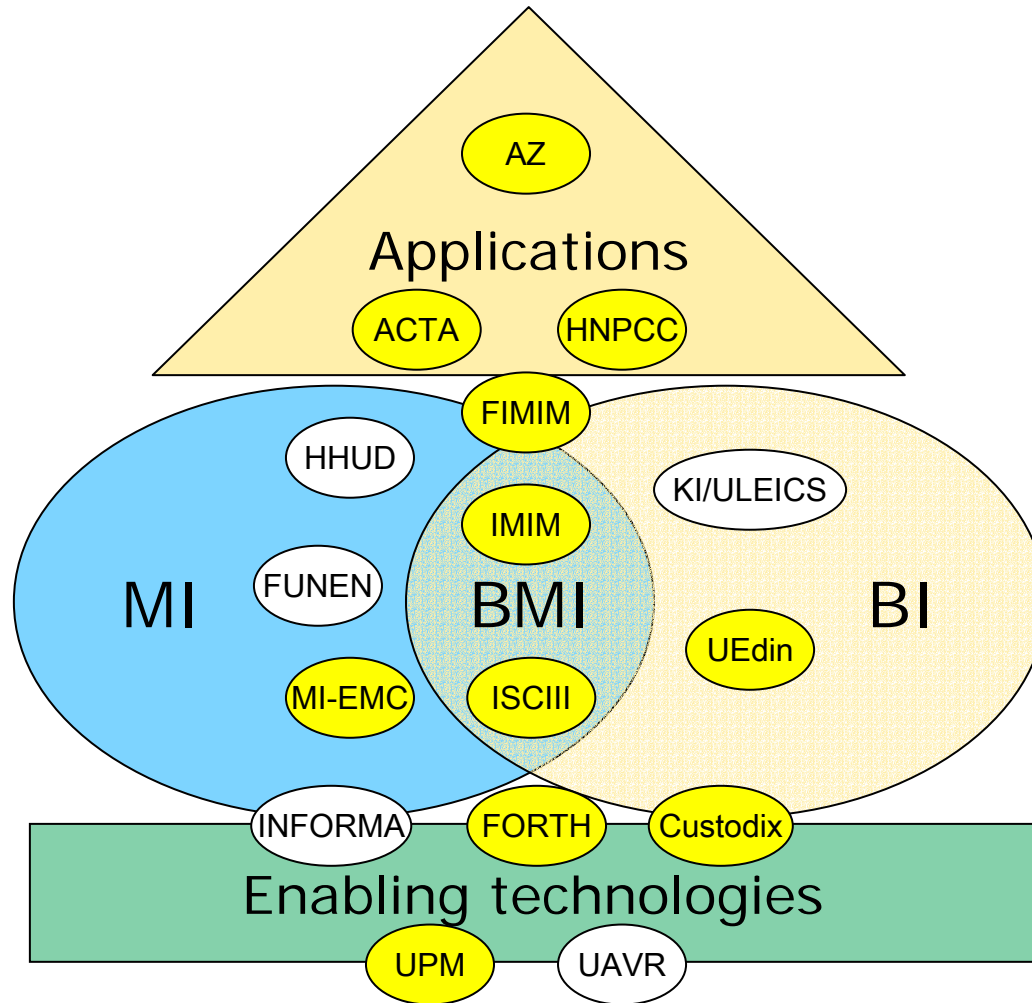 AZ
Applications
ACTA
HNPCC
FIMIM
HHUD
KI/ULEICS
IMIM
FUNEN
MI
BMI
BI
UEdin
MI-EMC
ISCIII
INFORMA
FORTH
Custodix
Enabling technologies
UPM
UAVR